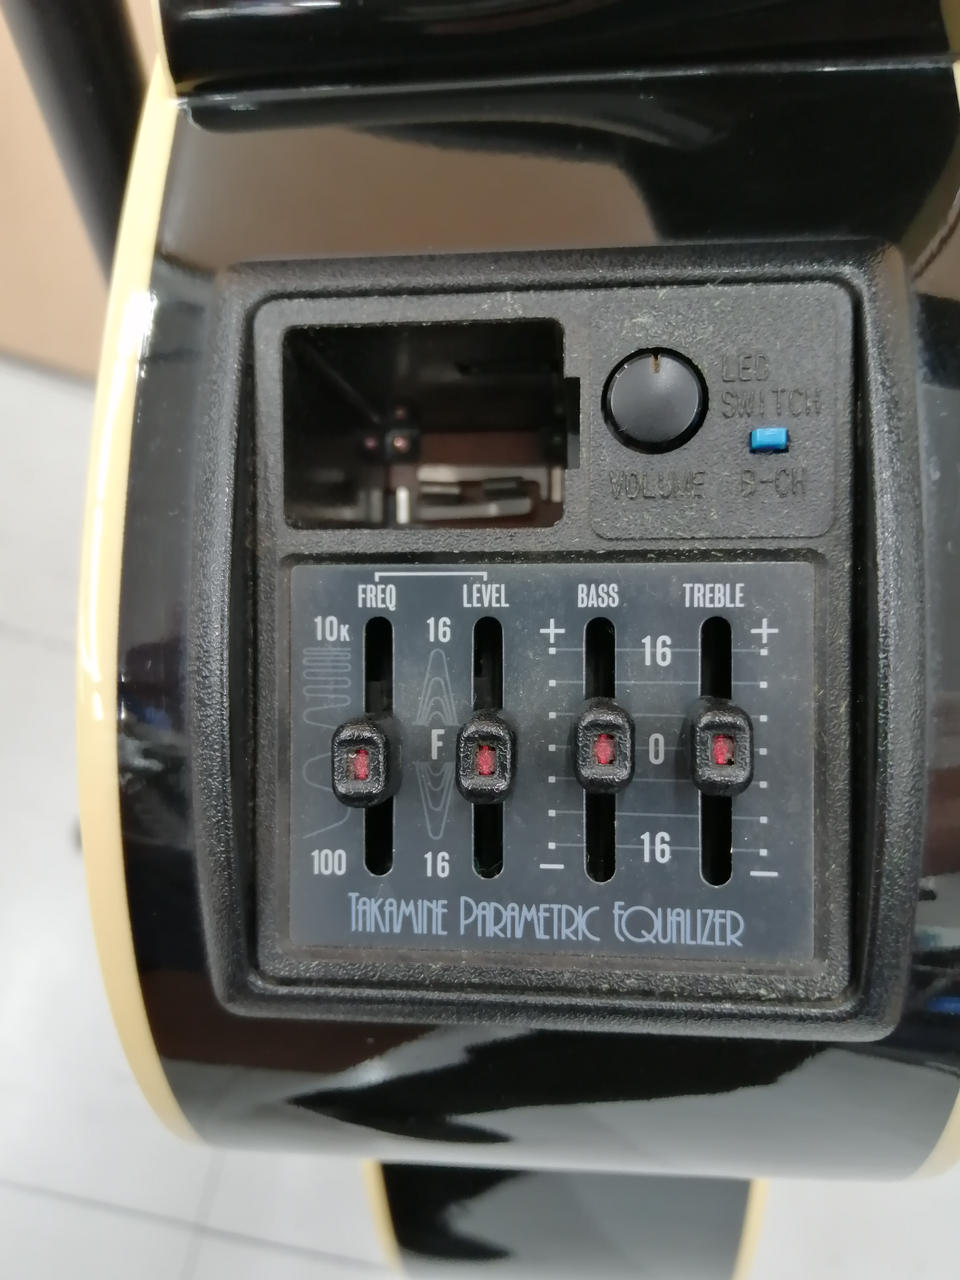 LED
SWITCH
VOLUME B-CH
FREQ LEVEL BASS TREBLE
10K 16 + 16 +
F 0
100 16 − 16 −
TAKAMINE PARAMETRIC EQUALIZER